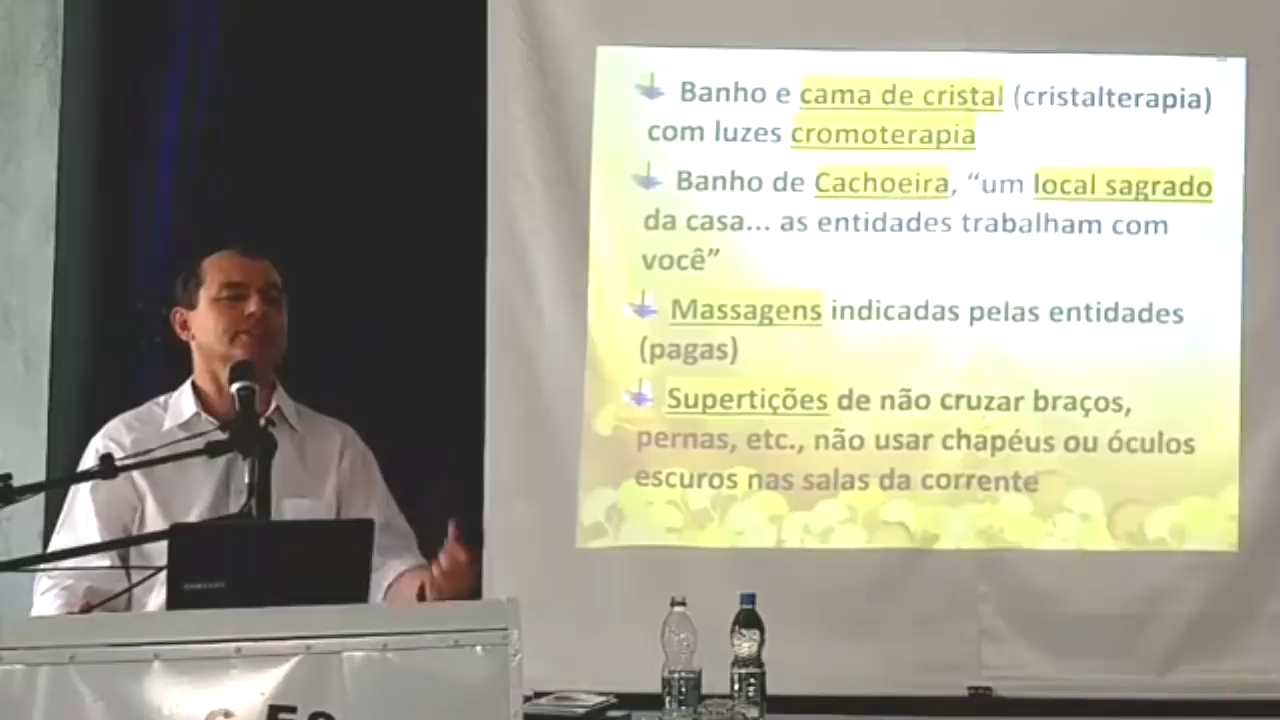 Banho e cama de cristal (cristalterapia)
com luzes cromoterapia
Banho de Cachoeira, “um local sagrado
da casa... as entidades trabalham com
você”
Massagens indicadas pelas entidades
(pagas)
Supertições de não cruzar braços,
pernas, etc., não usar chapéus ou óculos
escuros nas salas da corrente
SAMSUNG